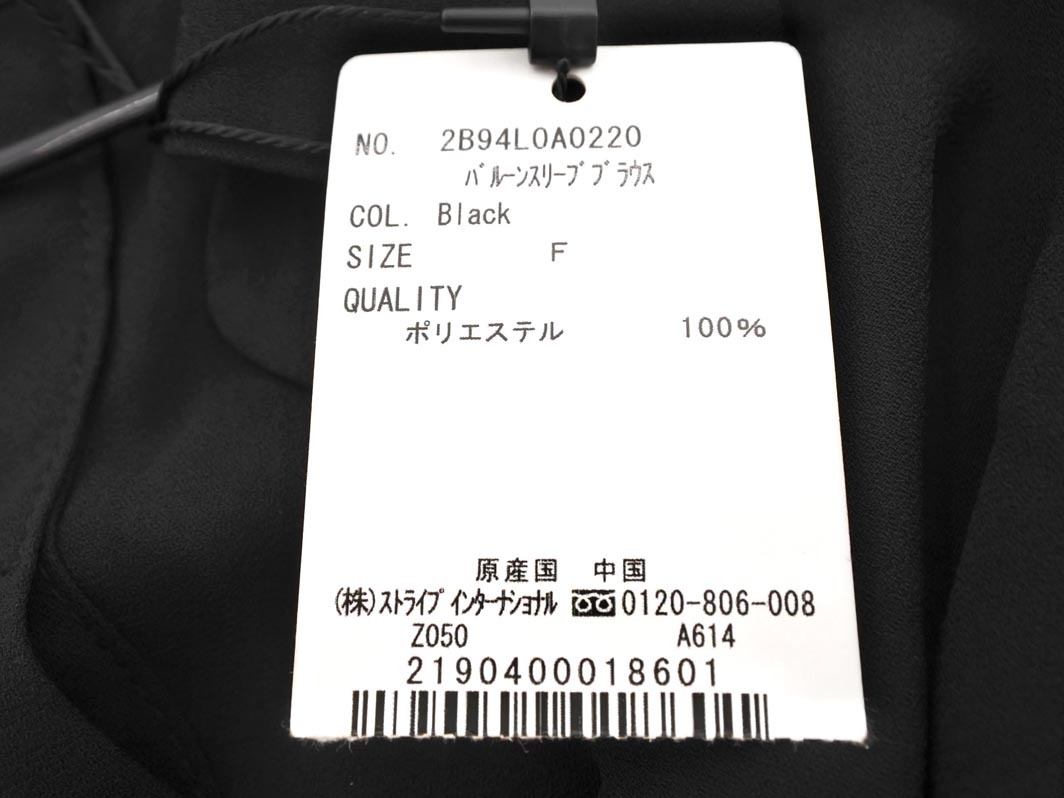 NO. 2B94L0A0220
ﾊﾞﾙｰﾝｽﾘｰﾌﾞﾌﾞﾗｳｽ
COL. Black
SIZE F
QUALITY
ポリエステル 100%
原産国 中国
(株)ｽﾄﾗｲﾌﾟｲﾝﾀｰﾅｼｮﾅﾙ 0120-806-008
Z050 A614
2190400018601